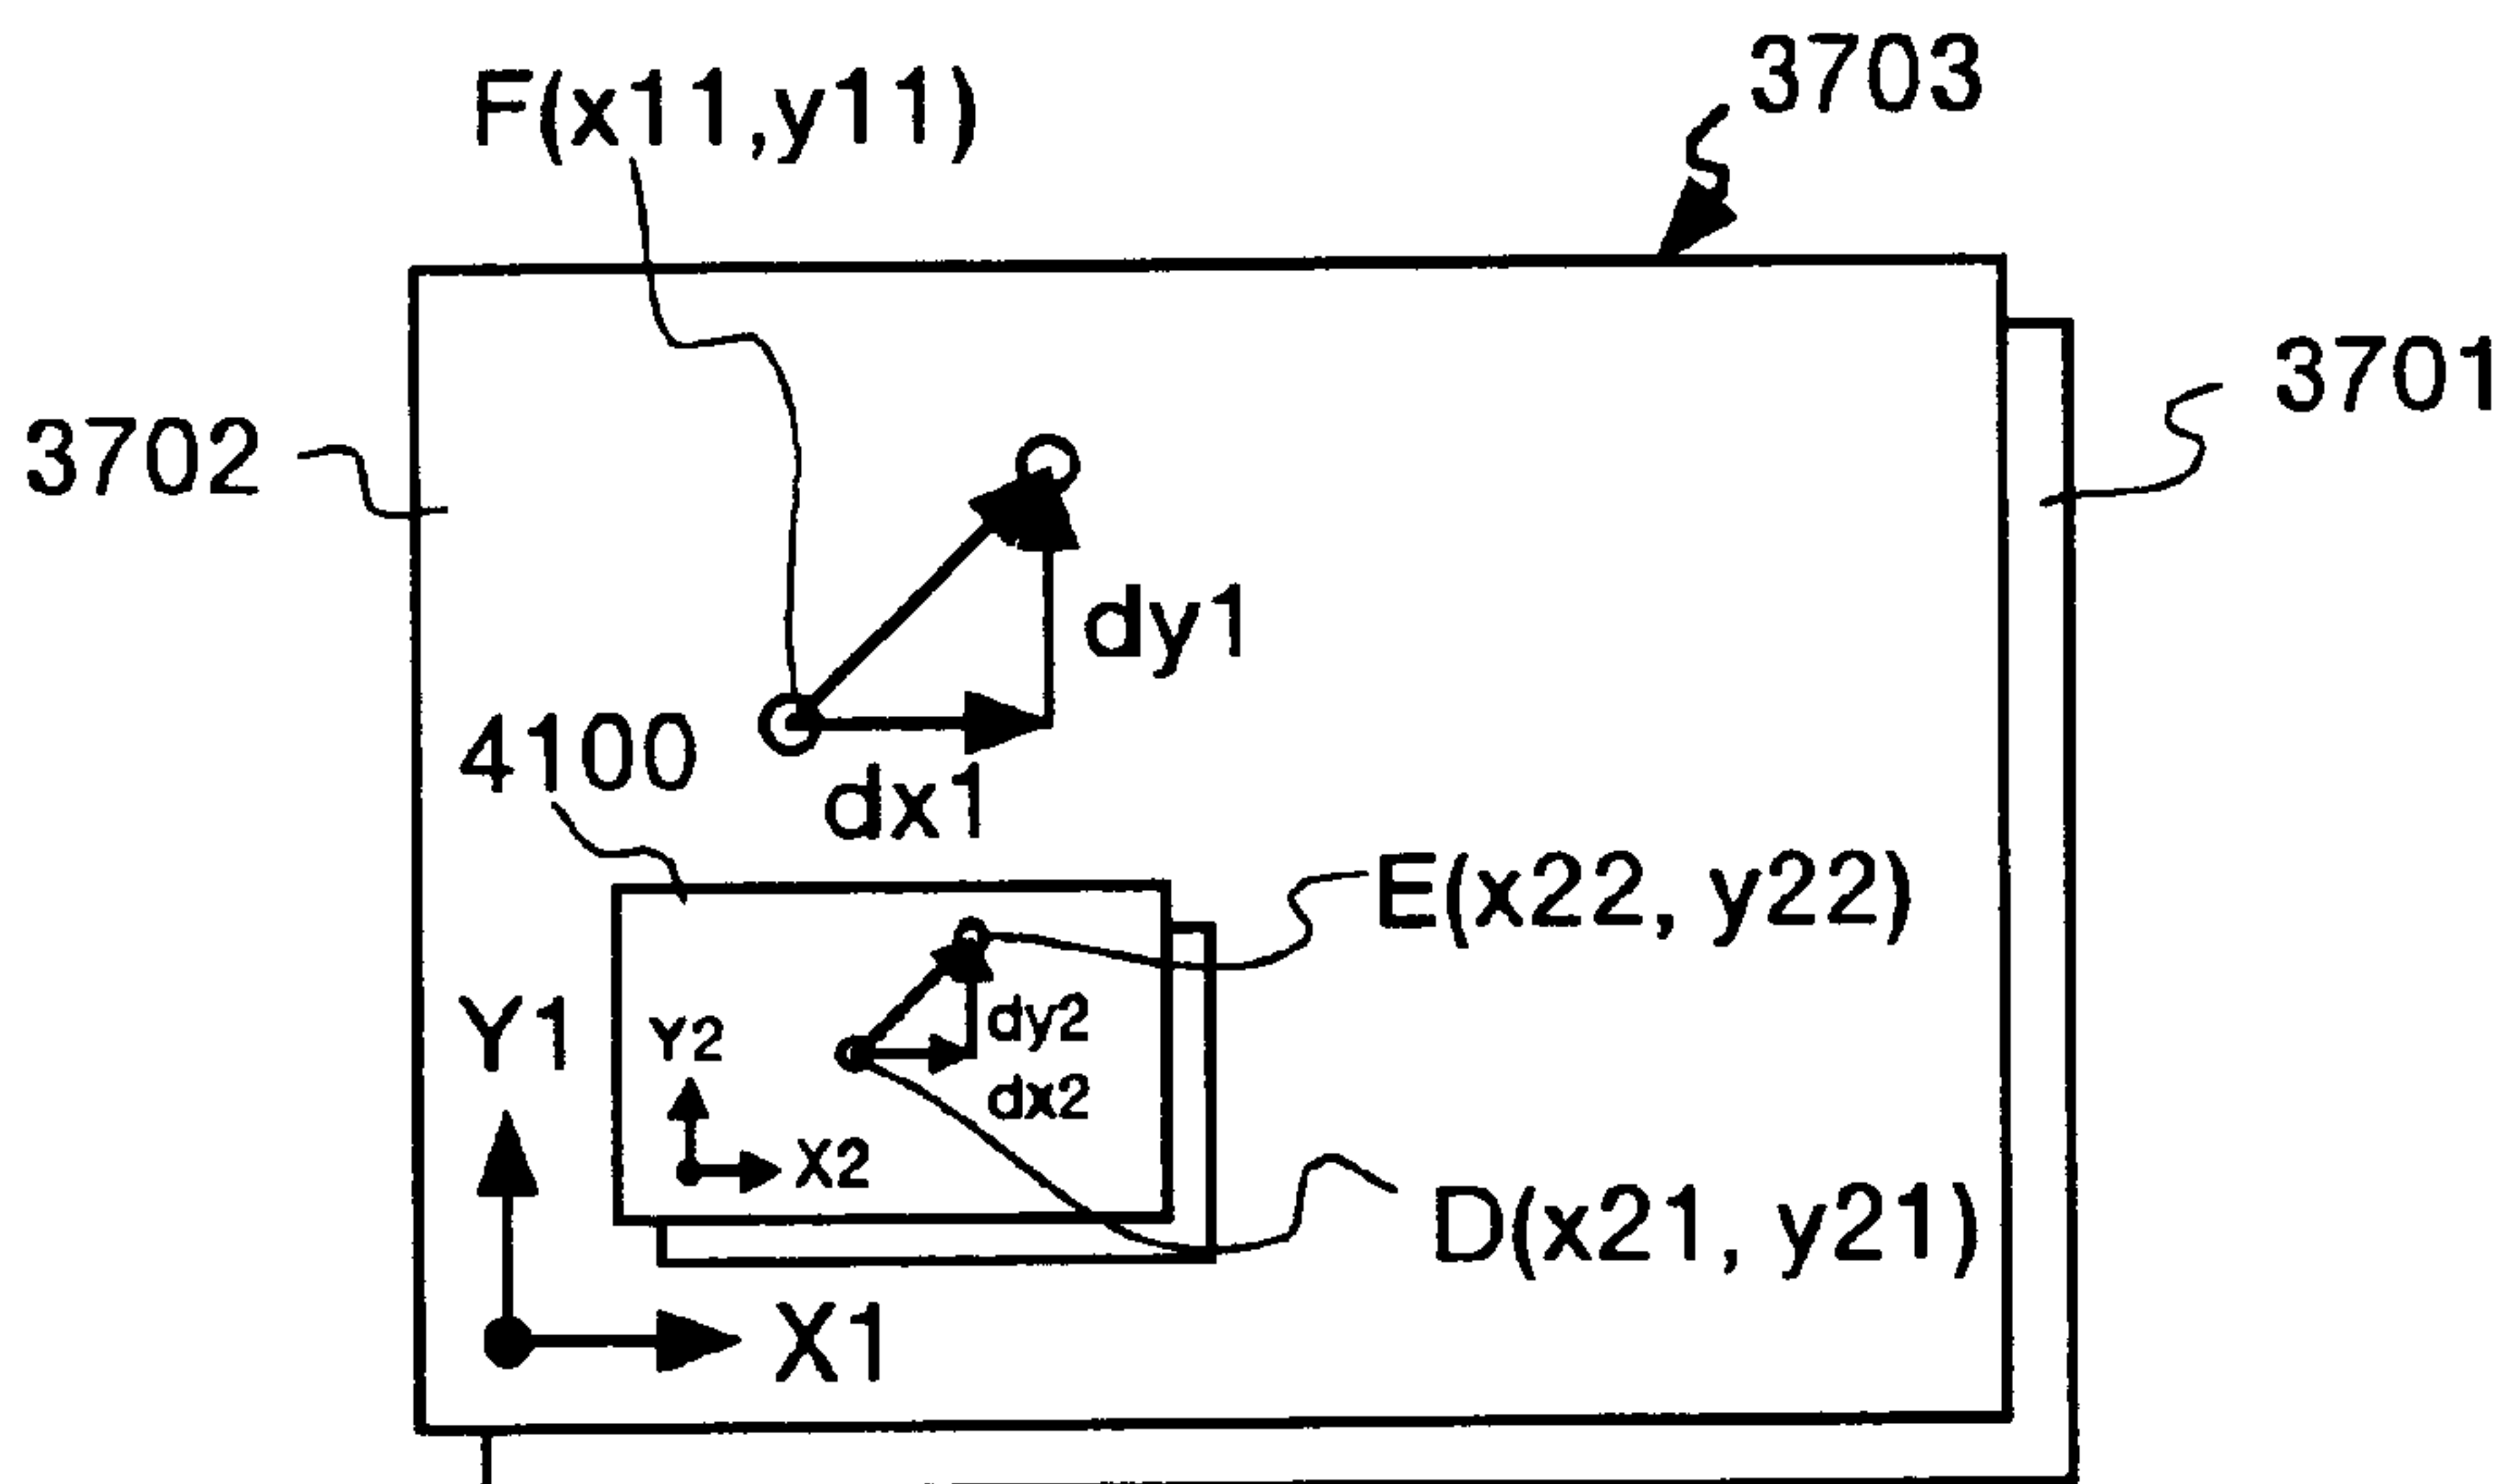 3703
F(x11,y11)
3701
3702
dy1
4100
dx1
E(x22, y22)
Y1
Y2
dy2
dx2
X2
D(x21, y21)
X1